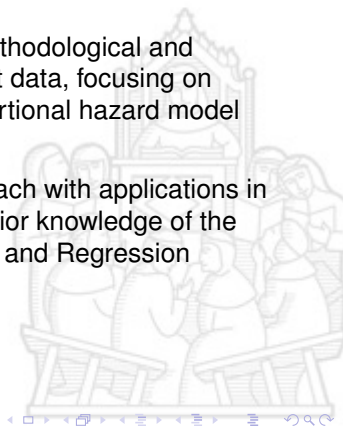 thodological and
t data, focusing on
rtional hazard model
ach with applications in
ior knowledge of the
and Regression